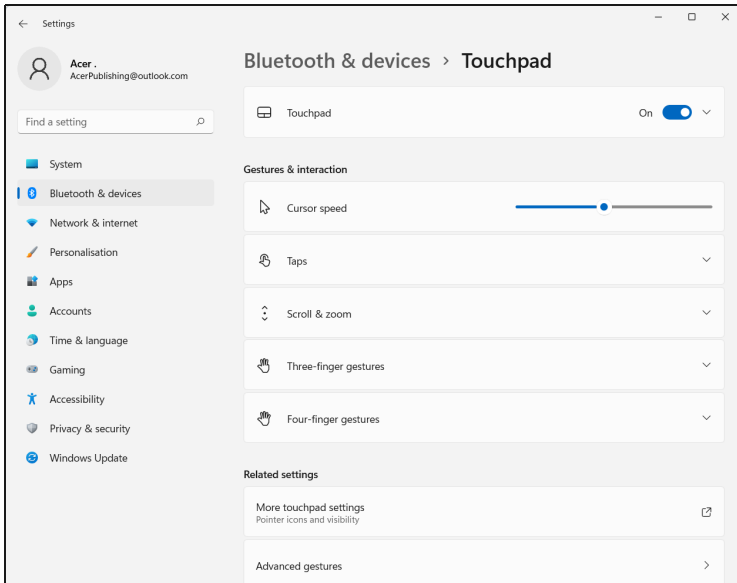 Settings
Acer .
AcerPublishing@outlook.com
Find a setting
System
Bluetooth & devices
Network & internet
Personalisation
Apps
Accounts
Time & language
Gaming
Accessibility
Privacy & security
Windows Update
Bluetooth & devices > Touchpad
Touchpad On
Gestures & interaction
Cursor speed
Taps
Scroll & zoom
Three-finger gestures
Four-finger gestures
Related settings
More touchpad settings
Pointer icons and visibility
Advanced gestures